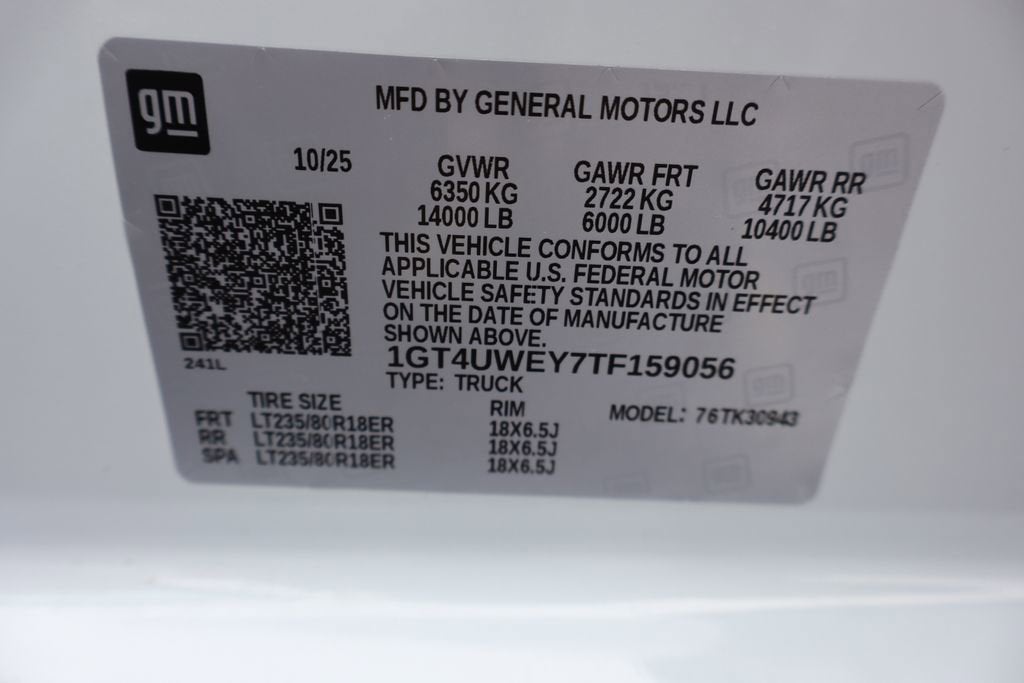 gm
MFD BY GENERAL MOTORS LLC
10/25
GVWR GAWR FRT GAWR RR
6350 KG 2722 KG 4717 KG
14000 LB 6000 LB 10400 LB
THIS VEHICLE CONFORMS TO ALL
APPLICABLE U.S. FEDERAL MOTOR
VEHICLE SAFETY STANDARDS IN EFFECT
ON THE DATE OF MANUFACTURE
SHOWN ABOVE.
241L
1GT4UWEY7TF159056
TYPE: TRUCK
TIRE SIZE RIM MODEL: 76TK30943
FRT LT235/80R18ER 18X6.5J
RR LT235/80R18ER 18X6.5J
SPA LT235/80R18ER 18X6.5J